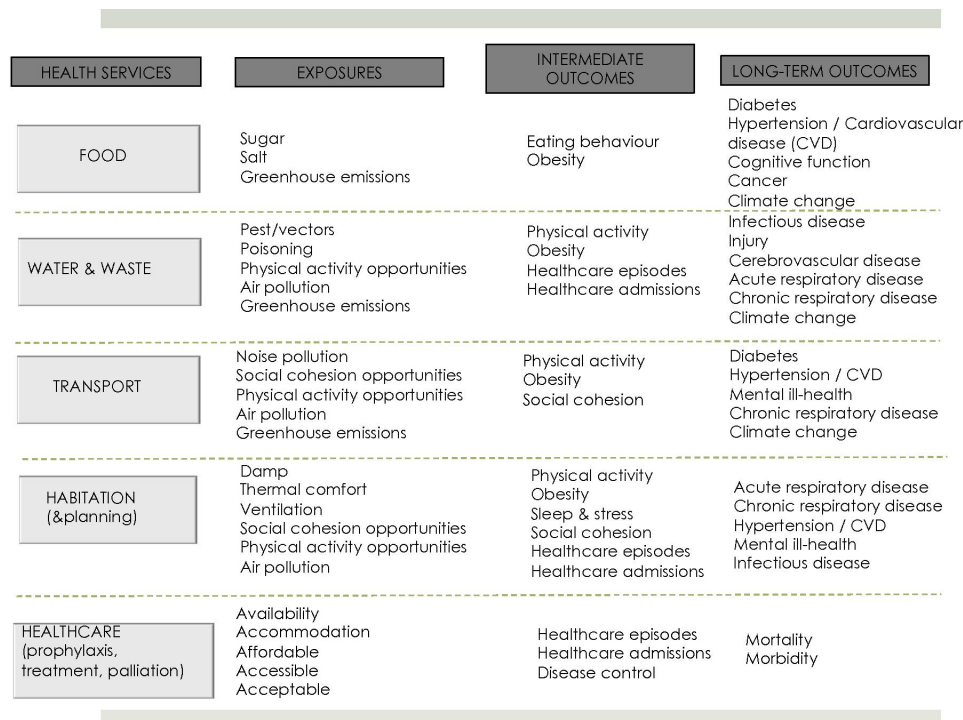 HEALTH SERVICES
EXPOSURES
INTERMEDIATE
OUTCOMES
LONG-TERM OUTCOMES
FOOD
Sugar
Salt
Greenhouse emissions
Eating behaviour
Obesity
Diabetes
Hypertension / Cardiovascular
disease (CVD)
Cognitive function
Cancer
Climate change
WATER & WASTE
Pest/vectors
Poisoning
Physical activity opportunities
Air pollution
Greenhouse emissions
Physical activity
Obesity
Healthcare episodes
Healthcare admissions
Infectious disease
Injury
Cerebrovascular disease
Acute respiratory disease
Chronic respiratory disease
Climate change
TRANSPORT
Noise pollution
Social cohesion opportunities
Physical activity opportunities
Air pollution
Greenhouse emissions
Physical activity
Obesity
Social cohesion
Diabetes
Hypertension / CVD
Mental ill-health
Chronic respiratory disease
Climate change
HABITATION
(&planning)
Damp
Thermal comfort
Ventilation
Social cohesion opportunities
Physical activity opportunities
Air pollution
Physical activity
Obesity
Sleep & stress
Social cohesion
Healthcare episodes
Healthcare admissions
Acute respiratory disease
Chronic respiratory disease
Hypertension / CVD
Mental ill-health
Infectious disease
HEALTHCARE
(prophylaxis,
treatment, palliation)
Availability
Accommodation
Affordable
Accessible
Acceptable
Healthcare episodes
Healthcare admissions
Disease control
Mortality
Morbidity